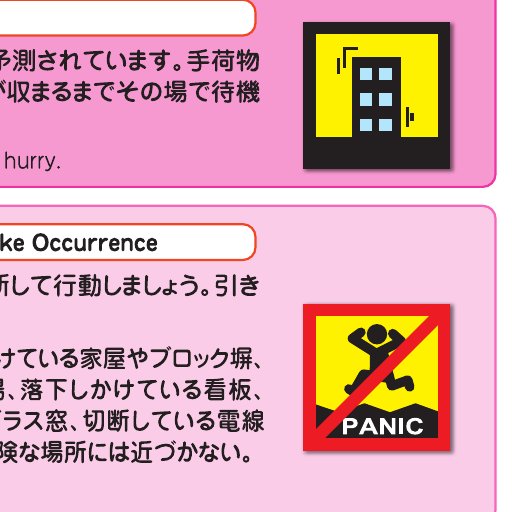 予測されています。手荷物
が収まるまでその場で待機
hurry.
ke Occurrence
断して行動しましょう。引き
けている家屋やブロック塀、
、落下しかけている看板、
ガラス窓、切断している電線
険な場所には近づかない。
PANIC